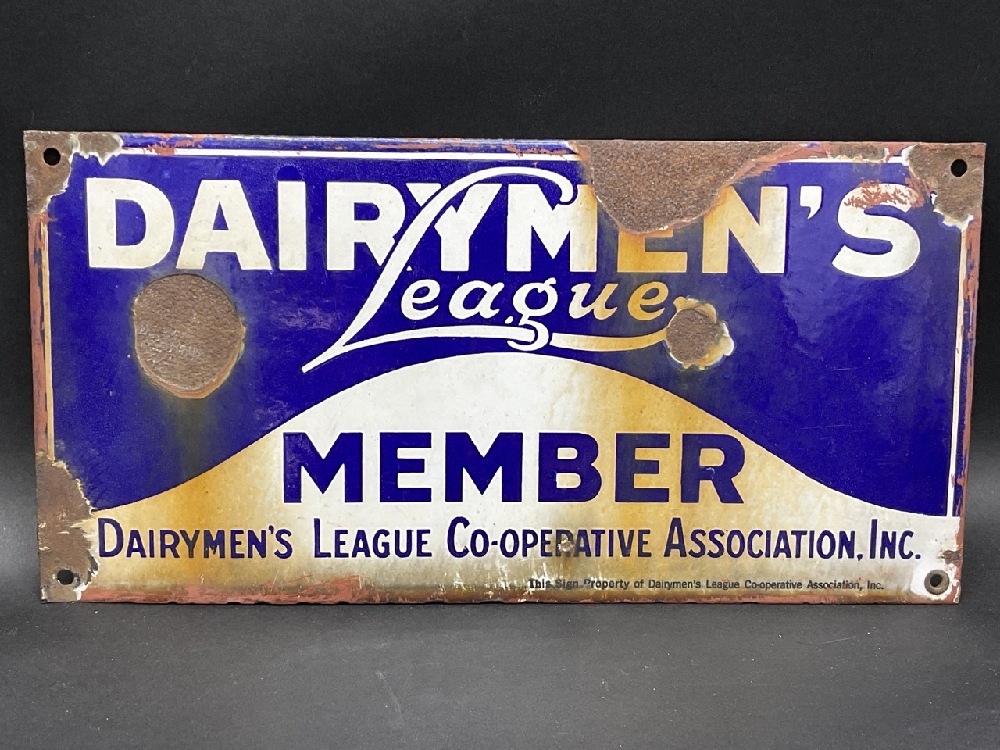 DAIRYMEN'S
League
MEMBER
DAIRYMEN'S LEAGUE CO-OPERATIVE ASSOCIATION, INC.
This Sign Property of Dairymen's League Co-operative Association, Inc.